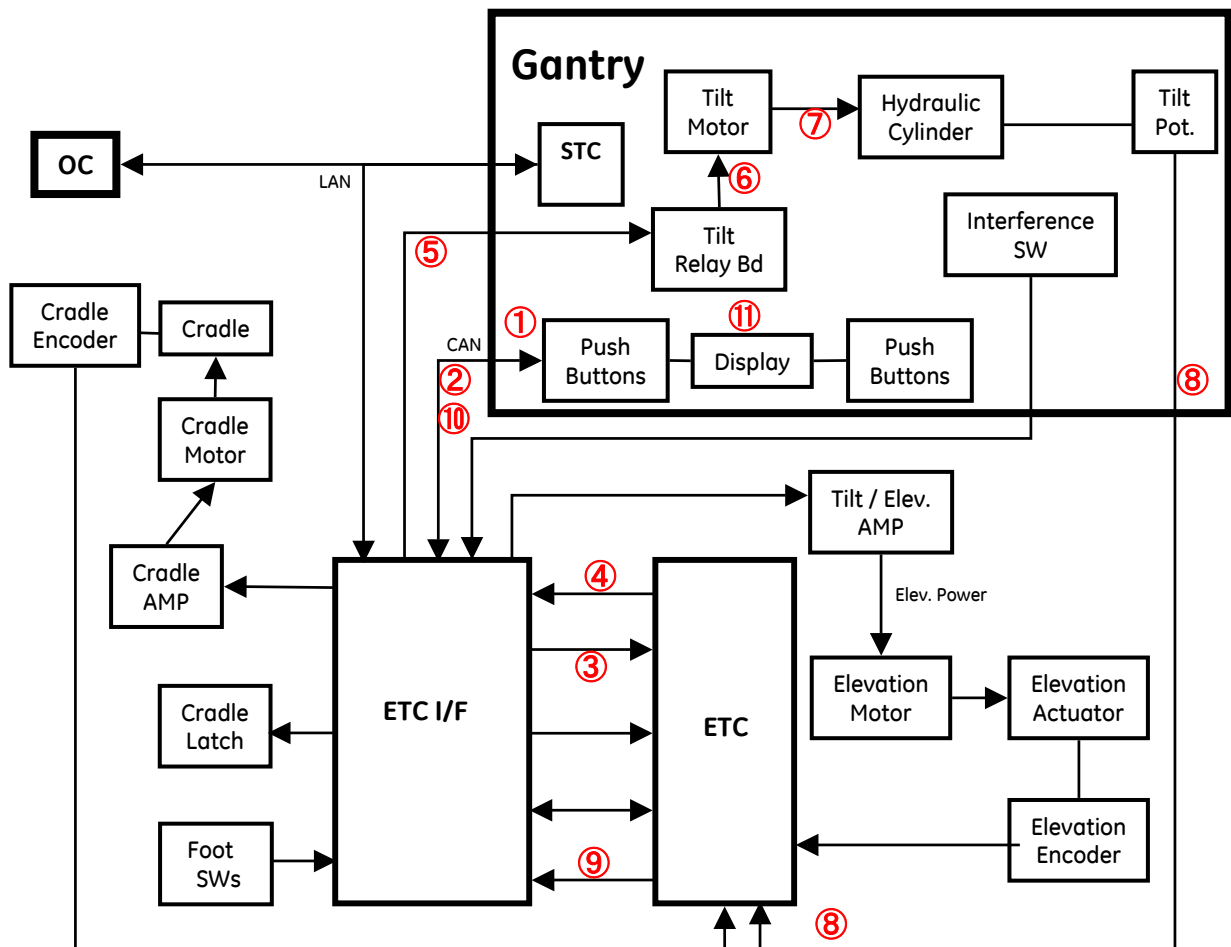 Gantry
Tilt
Motor
⑦
Hydraulic
Cylinder
Tilt
Pot.
OC
LAN
STC
⑥
⑤
Tilt
Relay Bd
Interference
SW
Cradle
Encoder
Cradle
①
CAN
②
⑩
Push
Buttons
⑪
Display
Push
Buttons
⑧
Cradle
Motor
Tilt / Elev.
AMP
Cradle
AMP
④
Elev. Power
③
Cradle
Latch
ETC I/F
ETC
Elevation
Motor
Elevation
Actuator
Foot
SWs
⑨
Elevation
Encoder
⑧